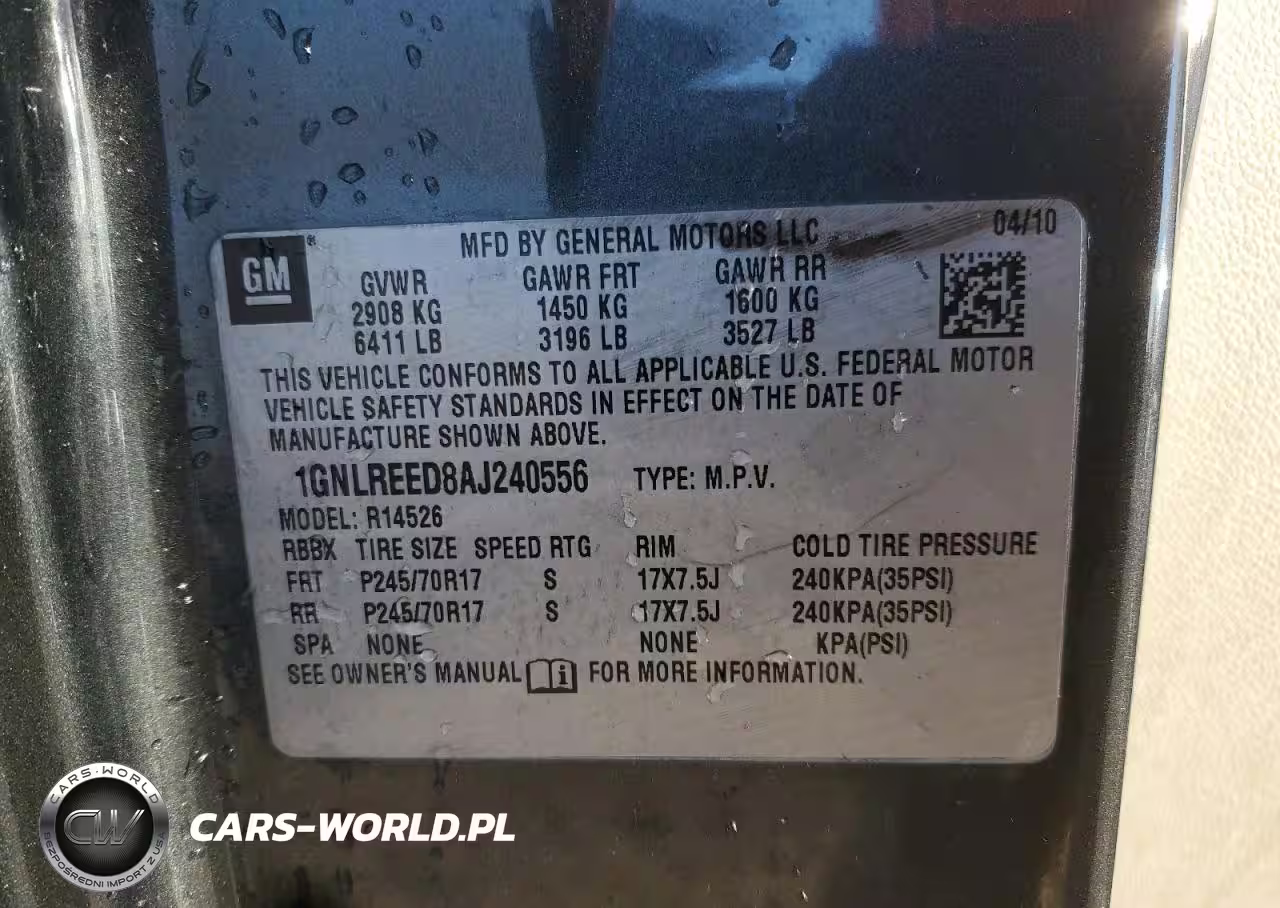 MFD BY GENERAL MOTORS LLC 04/10
GM®
GVWR GAWR FRT GAWR RR
2908 KG 1450 KG 1600 KG
6411 LB 3196 LB 3527 LB
THIS VEHICLE CONFORMS TO ALL APPLICABLE U.S. FEDERAL MOTOR
VEHICLE SAFETY STANDARDS IN EFFECT ON THE DATE OF
MANUFACTURE SHOWN ABOVE.
1GNLREED8AJ240556 TYPE: M.P.V.
MODEL: R14526
RBBX TIRE SIZE SPEED RTG RIM COLD TIRE PRESSURE
FRT P245/70R17 S 17X7.5J 240KPA(35PSI)
RR P245/70R17 S 17X7.5J 240KPA(35PSI)
SPA NONE NONE KPA(PSI)
SEE OWNER'S MANUAL FOR MORE INFORMATION.
CARS-WORLD
CW
BEZPOŚREDNI IMPORT Z USA
CARS-WORLD.PL